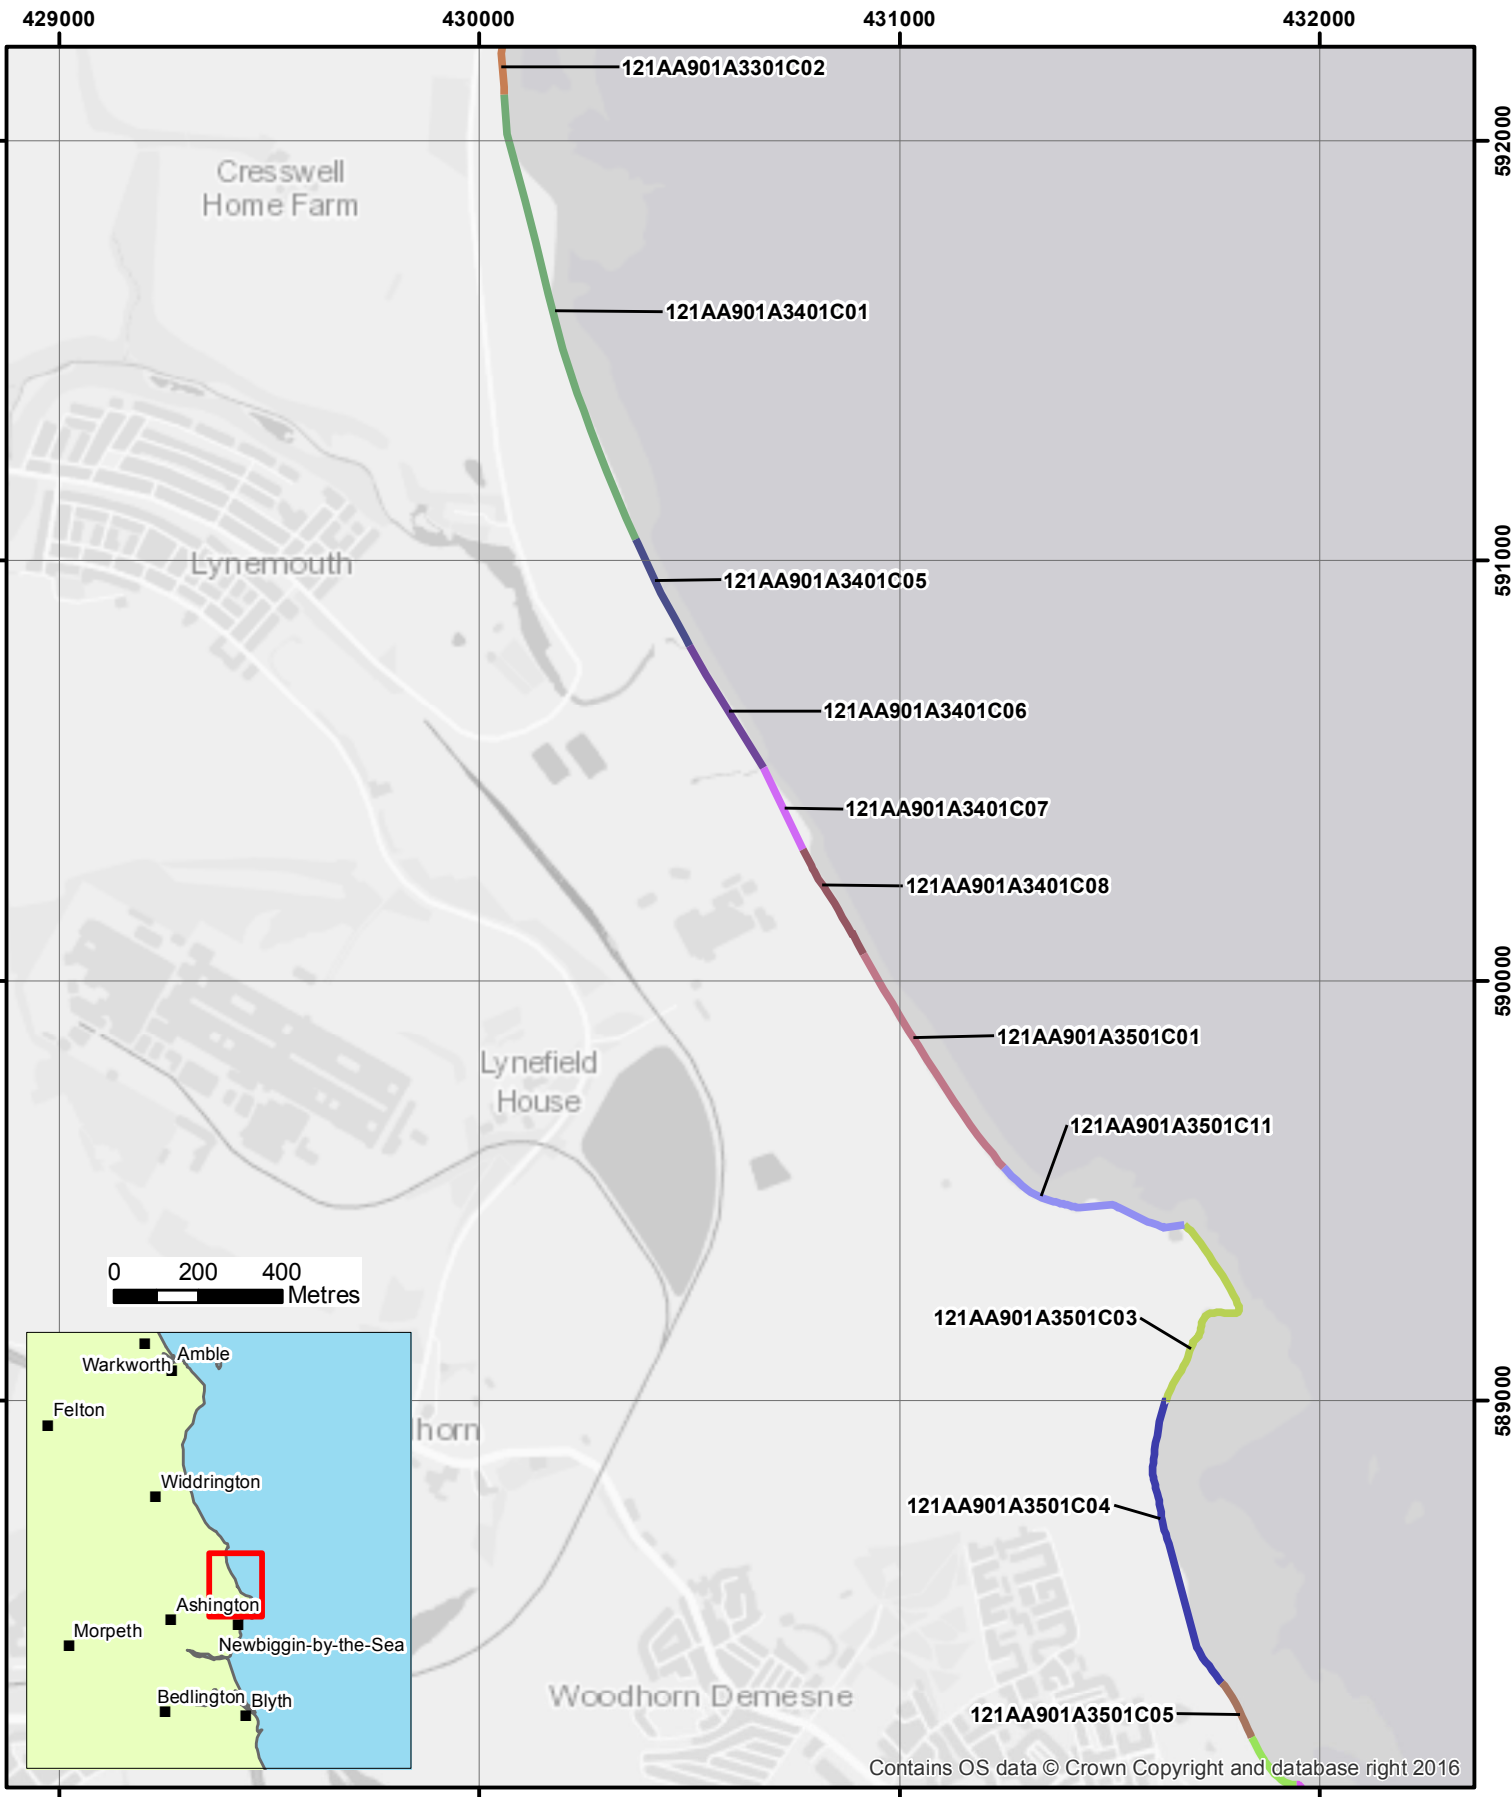 429000
430000
431000
432000
121AA901A3301C02
592000
Cresswell
Home Farm
121AA901A3401C01
591000
Lynemouth
121AA901A3401C05
121AA901A3401C06
121AA901A3401C07
121AA901A3401C08
590000
121AA901A3501C01
Lynefield
House
121AA901A3501C11
0 200 400
Metres
121AA901A3501C03
589000
Amble
Warkworth
Felton
lhorn
Widdrington
121AA901A3501C04
Ashington
Morpeth
Newbiggin-by-the-Sea
Bedlington
Blyth
Woodhorn Demesne
121AA901A3501C05
Contains OS data © Crown Copyright and database right 2016